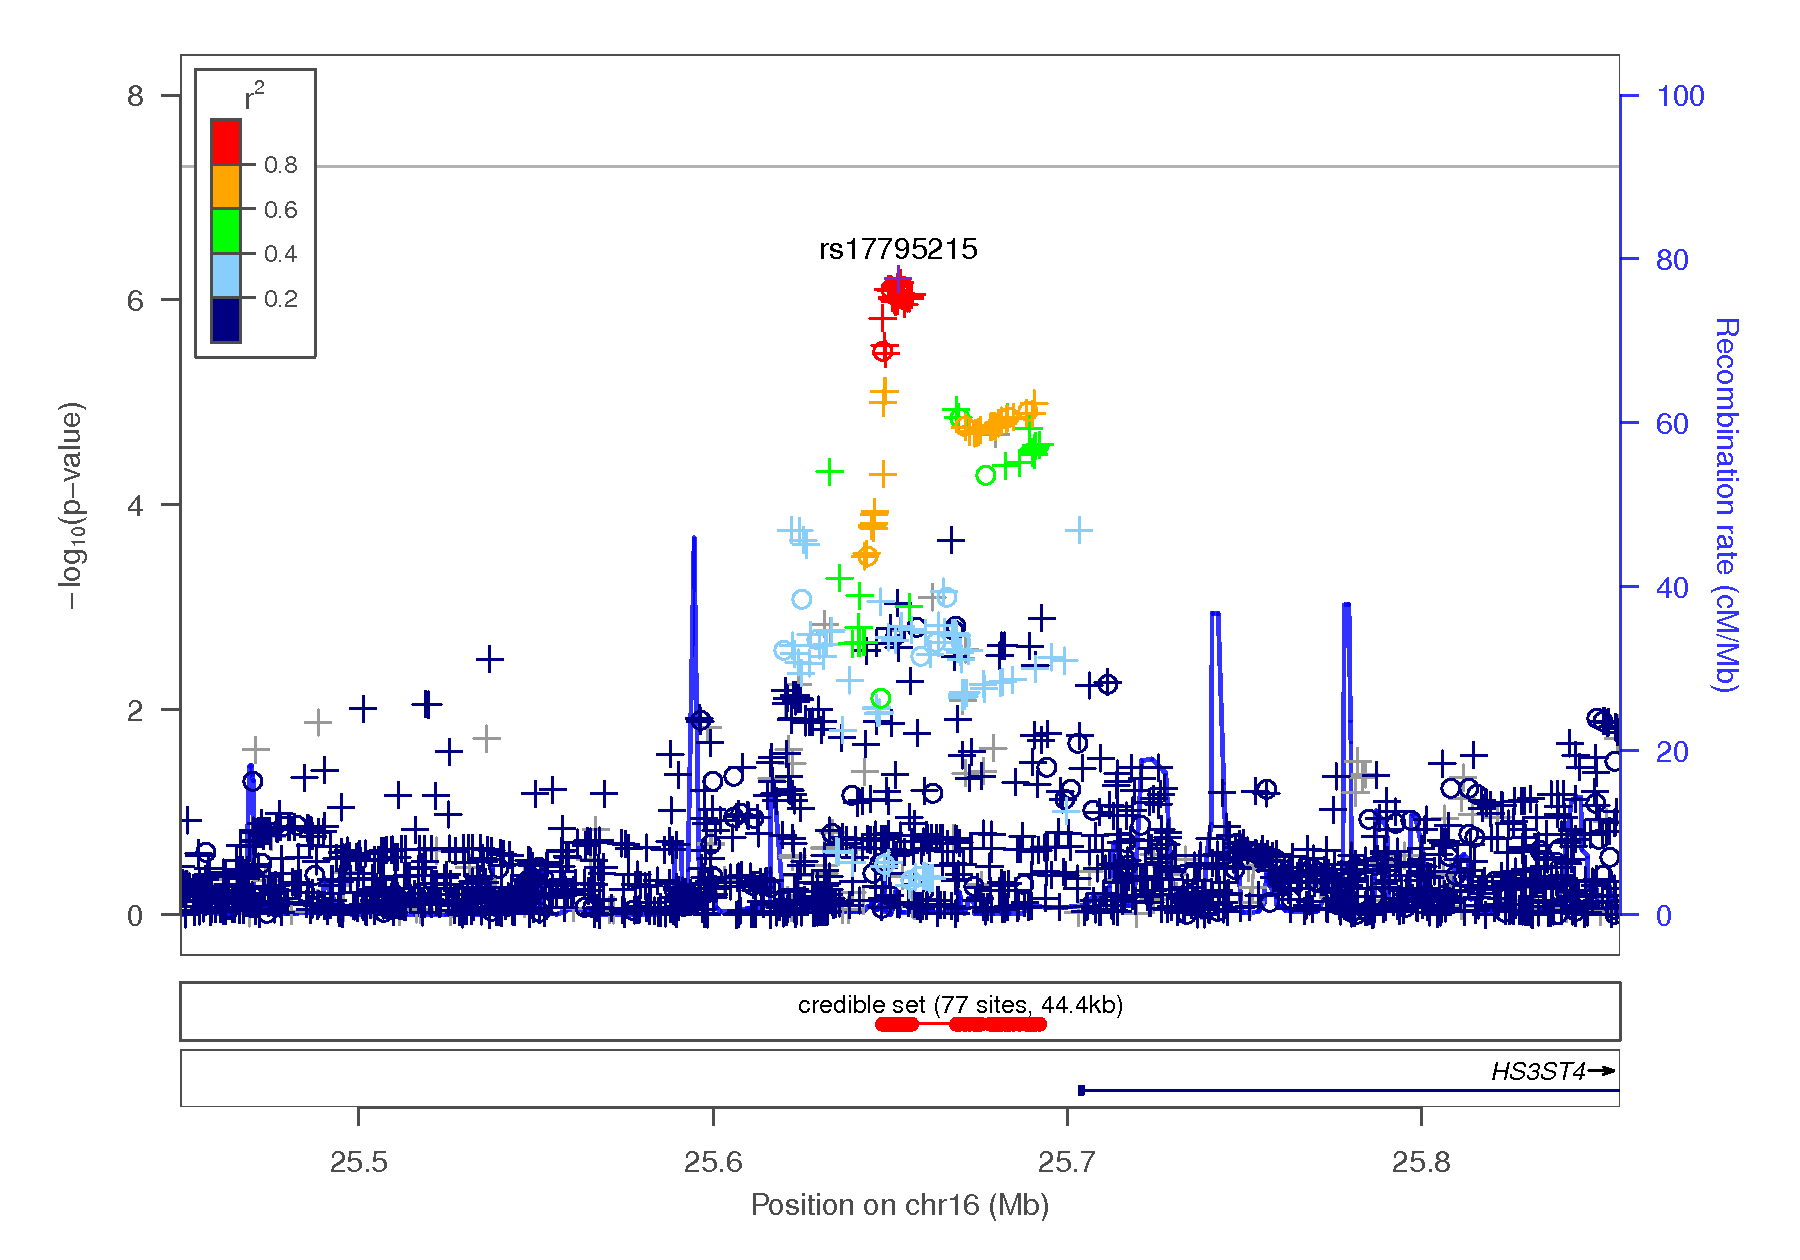 r2
0.8
0.6
0.4
0.2
rs17795215
8
6
4
2
0
−log10(p−value)
100
80
60
40
20
0
Recombination rate (cM/Mb)
credible set (77 sites, 44.4kb)
HS3ST4→
25.5 25.6 25.7 25.8
Position on chr16 (Mb)